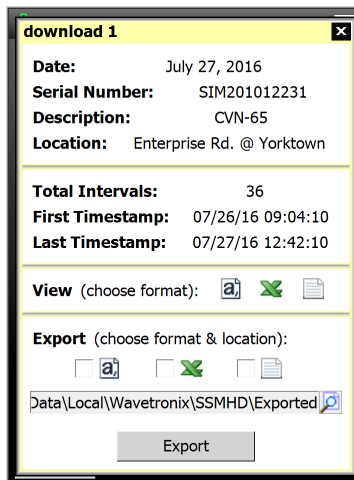 download 1
Date: July 27, 2016
Serial Number: SIM201012231
Description: CVN-65
Location: Enterprise Rd. @ Yorktown
Total Intervals: 36
First Timestamp: 07/26/16 09:04:10
Last Timestamp: 07/27/16 12:42:10
View (choose format): a,
Export (choose format & location):
a,
Data\Local\Wavetronix\SSMHD\Exported
Export